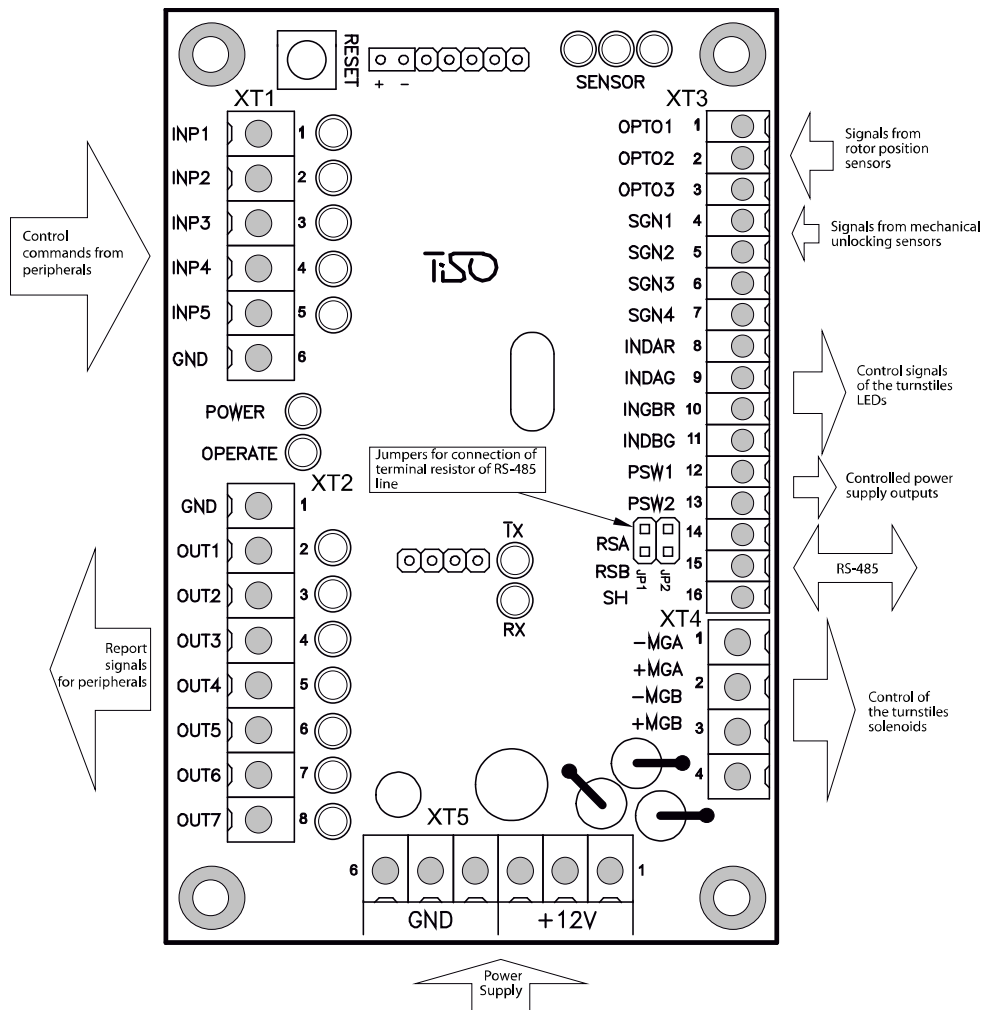 RESET
+ -
SENSOR
XT1
INP1 1
INP2 2
INP3 3
INP4 4
INP5 5
GND 6
Control
commands from
peripherals
TiSO
POWER
OPERATE
XT3
OPTO1 1
OPTO2 2
OPTO3 3
SGN1 4
SGN2 5
SGN3 6
SGN4 7
INDAR 8
INDAG 9
INGBR 10
INDBG 11
PSW1 12
PSW2 13
RSA 14
RSB 15
SH 16
Signals from
rotor position
sensors
Signals from mechanical
unlocking sensors
Control signals
of the turnstiles
LEDs
Controlled power
supply outputs
RS-485
Jumpers for connection of
terminal resistor of RS-485
line
JP1
JP2
TX
RX
XT2
GND 1
OUT1 2
OUT2 3
OUT3 4
OUT4 5
OUT5 6
OUT6 7
OUT7 8
Report
signals
for peripherals
XT4
-MGA 1
+MGA 2
-MGB 3
+MGB 4
Control of
the turnstiles
solenoids
XT5
6 1
GND +12V
Power
Supply